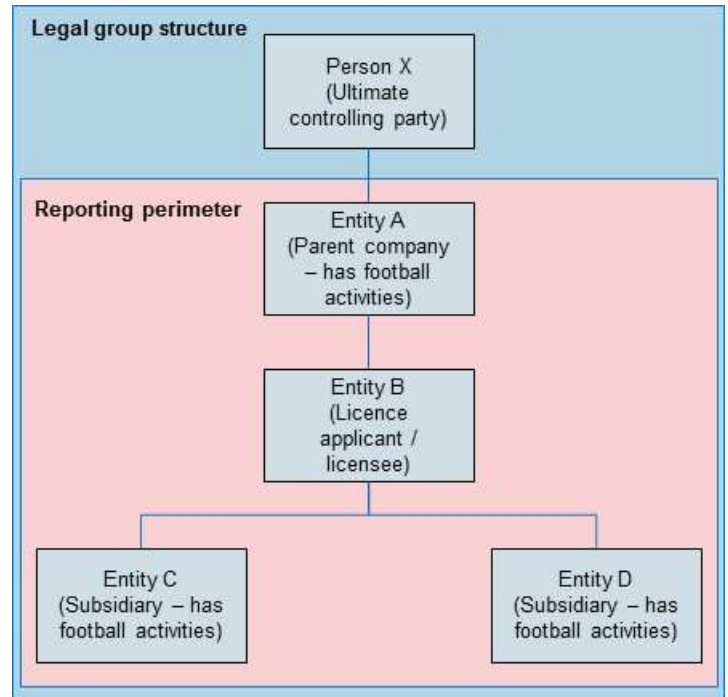 Legal group structure
Person X
(Ultimate
controlling party)
Reporting perimeter
Entity A
(Parent company
– has football
activities)
Entity B
(Licence
applicant /
licensee)
Entity C
(Subsidiary – has
football activities)
Entity D
(Subsidiary – has
football activities)